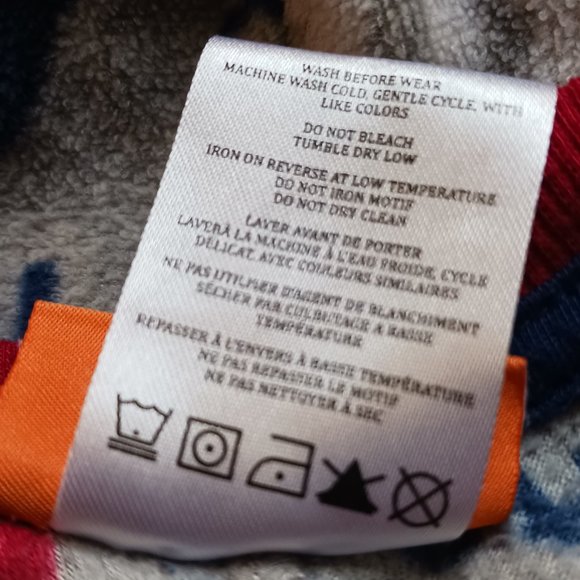 WASH BEFORE WEAR
MACHINE WASH COLD, GENTLE CYCLE, WITH
LIKE COLORS
DO NOT BLEACH
TUMBLE DRY LOW
IRON ON REVERSE AT LOW TEMPERATURE
DO NOT IRON MOTIF
DO NOT DRY CLEAN
LAVER AVANT DE PORTER
LAVERÀ LA MACHINE À L'EAU FROIDE, CYCLE
DÉLICAT, AVEC COULEURS SIMILAIRES
NE PAS UTILISER D'AGENT DE BLANCHIMENT
SÉCHER PAR CULBUTAGE A BASSE
TEMPÉRATURE
REPASSER À L'ENVERS À BASSE TEMPÉRATURE
NE PAS REPASSER LE MOTIF
NE PAS NETTOYER À SEC